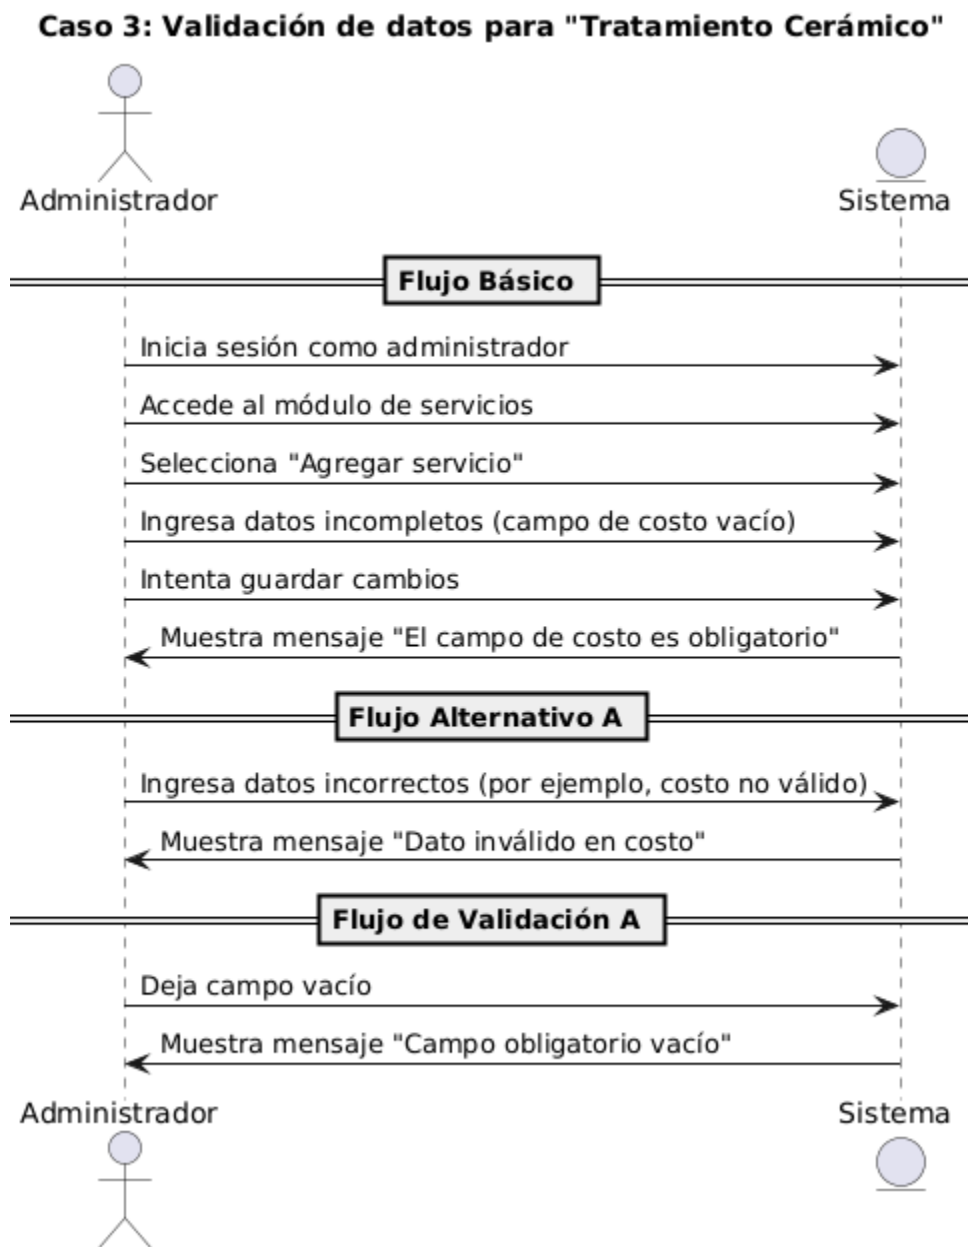 Caso 3: Validación de datos para "Tratamiento Cerámico"
Administrador
Sistema
Flujo Básico
Inicia sesión como administrador
Accede al módulo de servicios
Selecciona "Agregar servicio"
Ingresa datos incompletos (campo de costo vacío)
Intenta guardar cambios
Muestra mensaje "El campo de costo es obligatorio"
Flujo Alternativo A
Ingresa datos incorrectos (por ejemplo, costo no válido)
Muestra mensaje "Dato inválido en costo"
Flujo de Validación A
Deja campo vacío
Muestra mensaje "Campo obligatorio vacío"
Administrador
Sistema